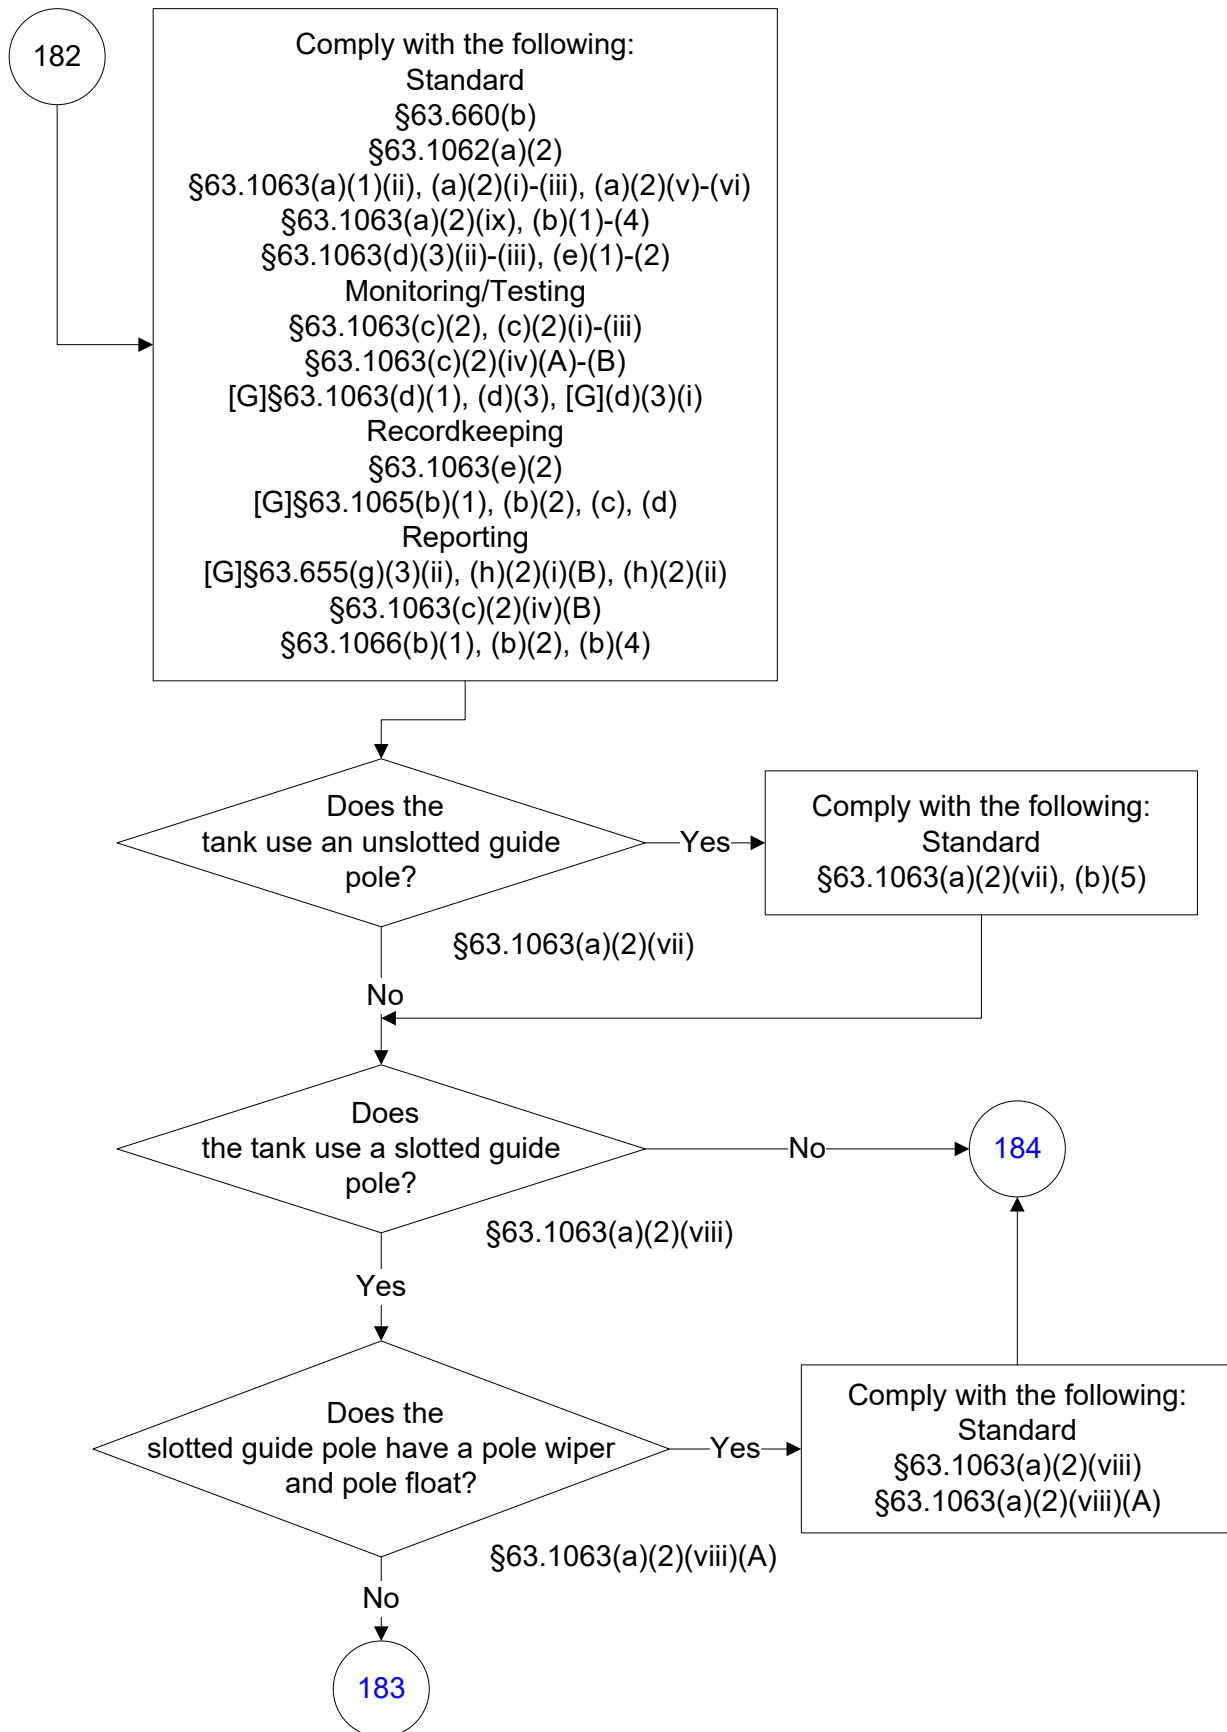 182
Comply with the following:
Standard
§63.660(b)
§63.1062(a)(2)
§63.1063(a)(1)(ii), (a)(2)(i)-(iii), (a)(2)(v)-(vi)
§63.1063(a)(2)(ix), (b)(1)-(4)
§63.1063(d)(3)(ii)-(iii), (e)(1)-(2)
Monitoring/Testing
§63.1063(c)(2), (c)(2)(i)-(iii)
§63.1063(c)(2)(iv)(A)-(B)
[G]§63.1063(d)(1), (d)(3), [G](d)(3)(i)
Recordkeeping
§63.1063(e)(2)
[G]§63.1065(b)(1), (b)(2), (c), (d)
Reporting
[G]§63.655(g)(3)(ii), (h)(2)(i)(B), (h)(2)(ii)
§63.1063(c)(2)(iv)(B)
§63.1066(b)(1), (b)(2), (b)(4)
Does the
tank use an unslotted guide
pole?
Yes
Comply with the following:
Standard
§63.1063(a)(2)(vii), (b)(5)
§63.1063(a)(2)(vii)
No
Does
the tank use a slotted guide
pole?
No
184
§63.1063(a)(2)(viii)
Yes
Does the
slotted guide pole have a pole wiper
and pole float?
Yes
Comply with the following:
Standard
§63.1063(a)(2)(viii)
§63.1063(a)(2)(viii)(A)
§63.1063(a)(2)(viii)(A)
No
183